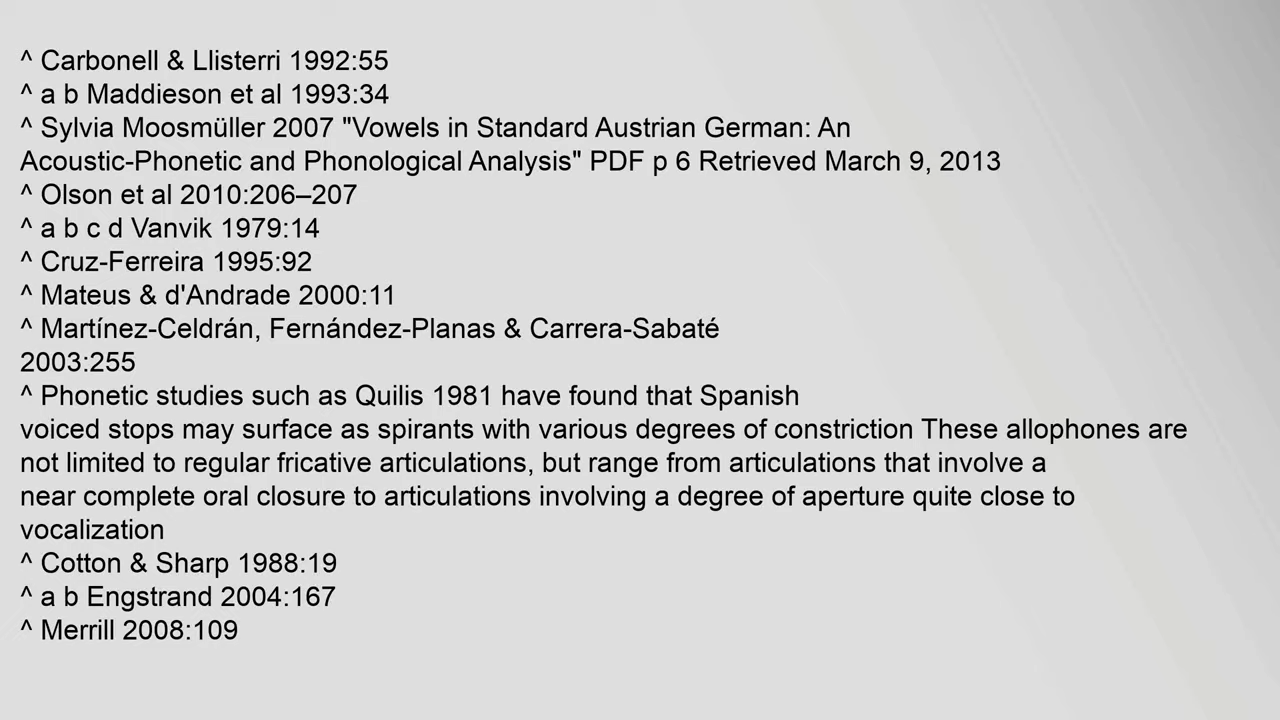 ^ Carbonell & Llisterri 1992:55
^ a b Maddieson et al 1993:34
^ Sylvia Moosmüller 2007 "Vowels in Standard Austrian German: An
Acoustic-Phonetic and Phonological Analysis" PDF p 6 Retrieved March 9, 2013
^ Olson et al 2010:206–207
^ a b c d Vanvik 1979:14
^ Cruz-Ferreira 1995:92
^ Mateus & d'Andrade 2000:11
^ Martínez-Celdrán, Fernández-Planas & Carrera-Sabaté
2003:255
^ Phonetic studies such as Quilis 1981 have found that Spanish
voiced stops may surface as spirants with various degrees of constriction These allophones are
not limited to regular fricative articulations, but range from articulations that involve a
near complete oral closure to articulations involving a degree of aperture quite close to
vocalization
^ Cotton & Sharp 1988:19
^ a b Engstrand 2004:167
^ Merrill 2008:109